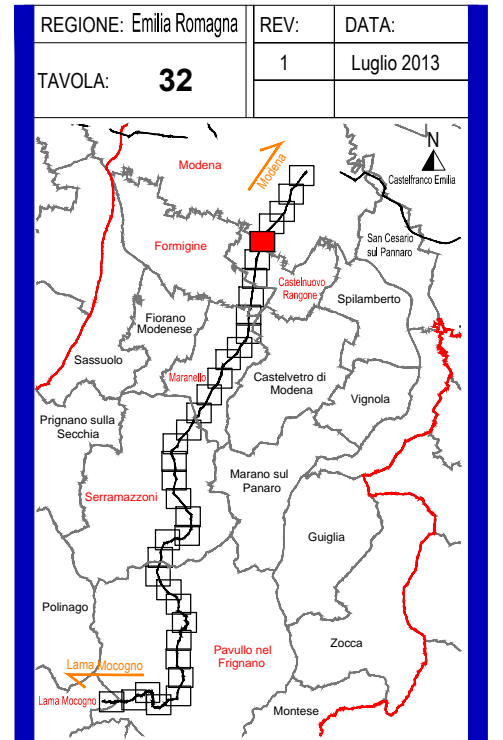 REGIONE: Emilia Romagna
REV:
DATA:
TAVOLA: 32
1
Luglio 2013
N
Modena
Modena
Castelfranco Emilia
San Cesario
sul Pannaro
Formigine
Castelnuovo
Rangone
Spilamberto
Fiorano
Modenese
Sassuolo
Maranello
Castelvetro di
Modena
Vignola
Prignano sulla
Secchia
Marano sul
Panaro
Serramazzoni
Guiglia
Polinago
Pavullo nel
Frignano
Zocca
Lama Mocogno
Lama Mocogno
Montese